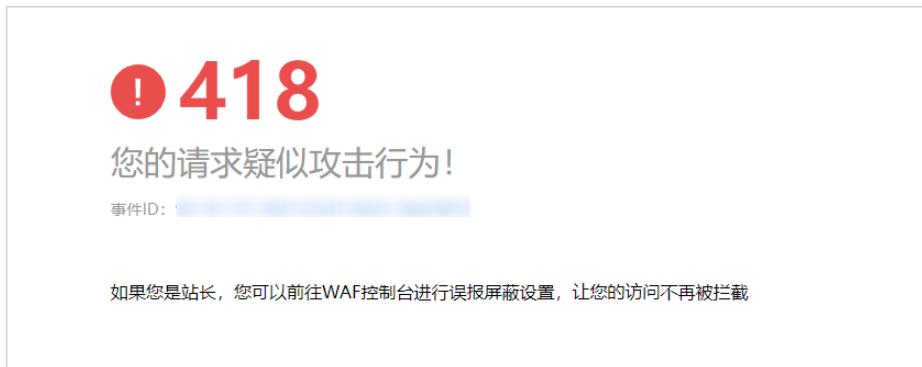 ! 418
您的请求疑似攻击行为！
事件ID：
如果您是站长，您可以前往WAF控制台进行误报屏蔽设置，让您的访问不再被拦截